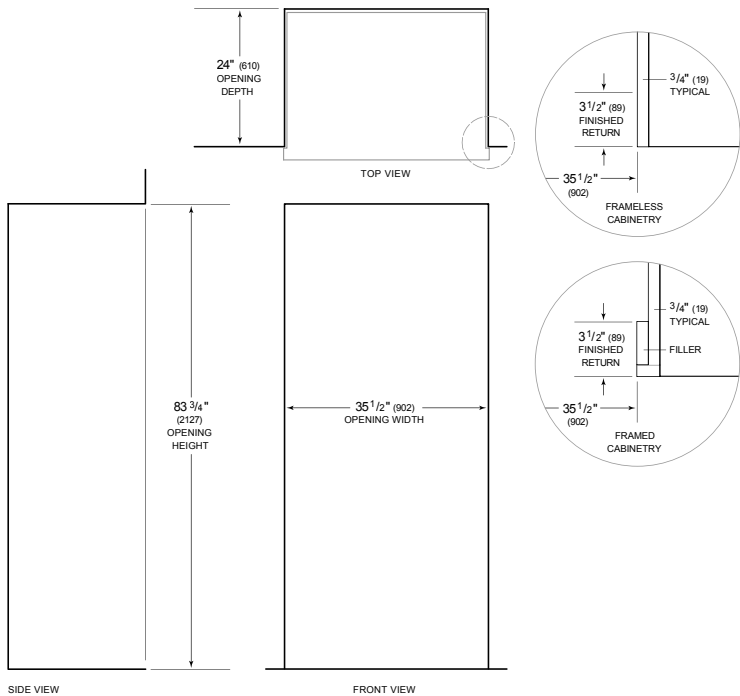 24" (610)
OPENING
DEPTH
TOP VIEW
3/4" (19)
TYPICAL
3 1/2" (89)
FINISHED
RETURN
35 1/2"
(902)
FRAMELESS
CABINETRY
3/4" (19)
TYPICAL
3 1/2" (89)
FINISHED
RETURN
FILLER
35 1/2"
(902)
FRAMED
CABINETRY
83 3/4"
(2127)
OPENING
HEIGHT
35 1/2" (902)
OPENING WIDTH
SIDE VIEW
FRONT VIEW